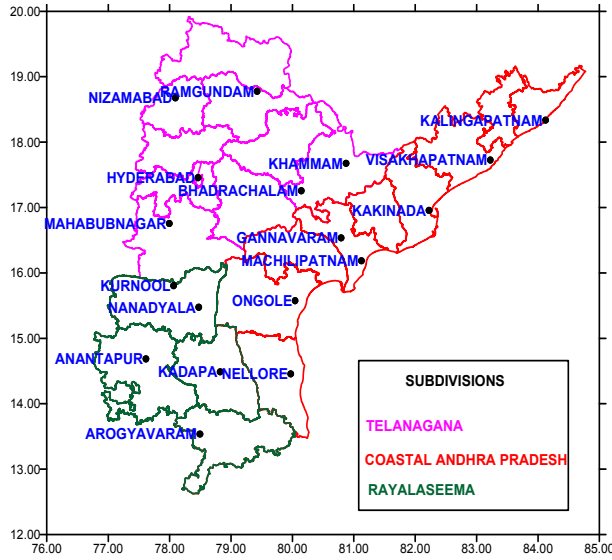 20.00
19.00
18.00
17.00
16.00
15.00
14.00
13.00
12.00
76.00 77.00 78.00 79.00 80.00 81.00 82.00 83.00 84.00 85.00
RAMGUNDAM
NIZAMABAD
KALINGAPATNAM
KHAMMAM
VISAKHAPATNAM
HYDERABAD
BHADRACHALAM
KAKINADA
MAHABUBNAGAR
GANNAVARAM
MACHILIPATNAM
KURNOOL
NANADYALA
ONGOLE
ANANTAPUR
KADAPA
NELLORE
AROGYAVARAM
SUBDIVISIONS
TELANAGANA
COASTAL ANDHRA PRADESH
RAYALASEEMA